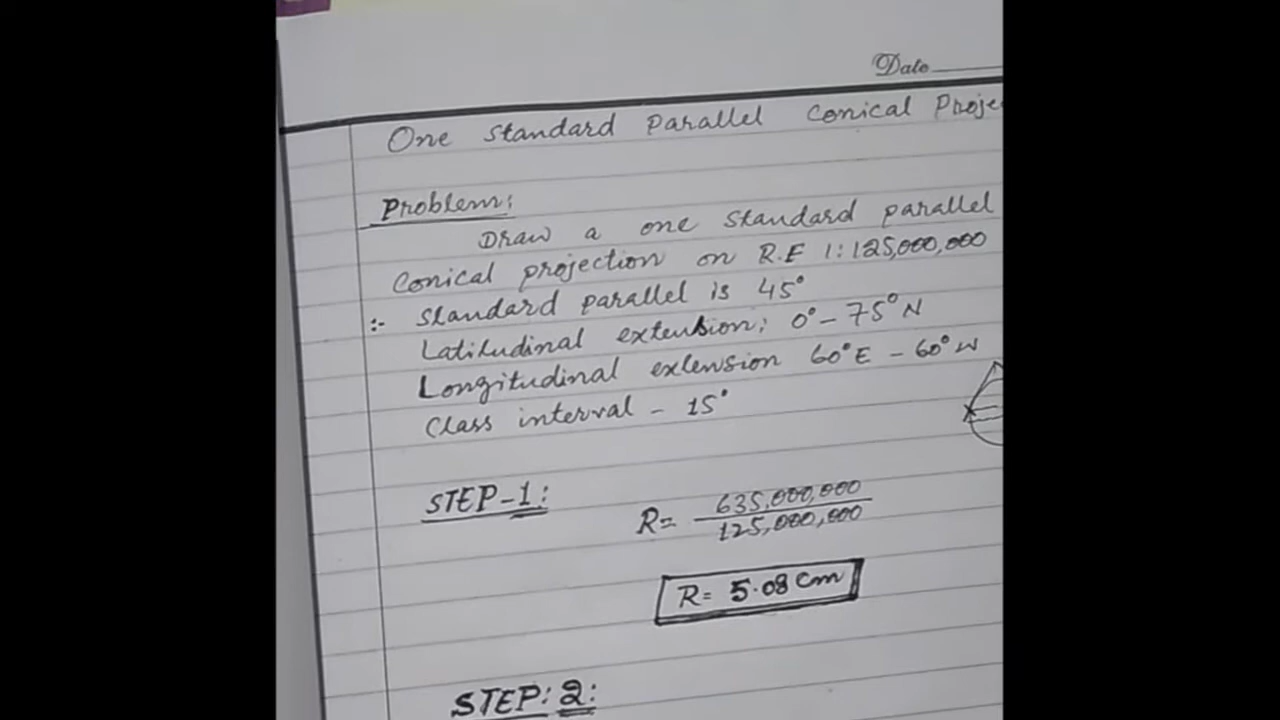 Date
One Standard Parallel Conical Proje
Problem:
Draw a one standard parallel
Conical projection on R.F 1:125,000,000
:- Standard parallel is 45°
Latitudinal extension: 0° - 75° N
Longitudinal extension 60° E - 60° W
Class interval - 15°
STEP-1:
R= 635,000,000
125,000,000
R= 5.08 cm
STEP: 2: